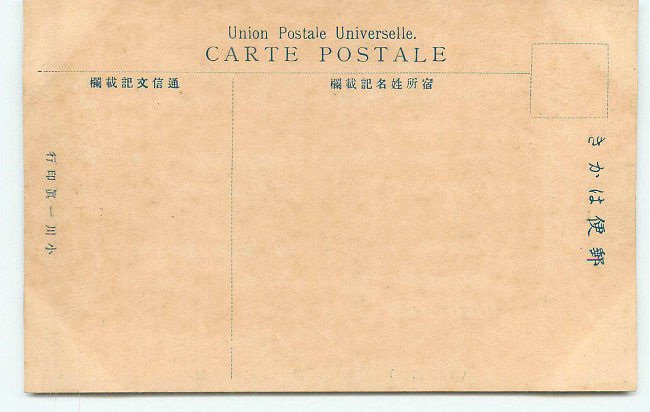 Union Postale Universelle.
CARTE POSTALE
宿所姓名記載欄
通信文記載欄
郵便はかき
小川一眞印行